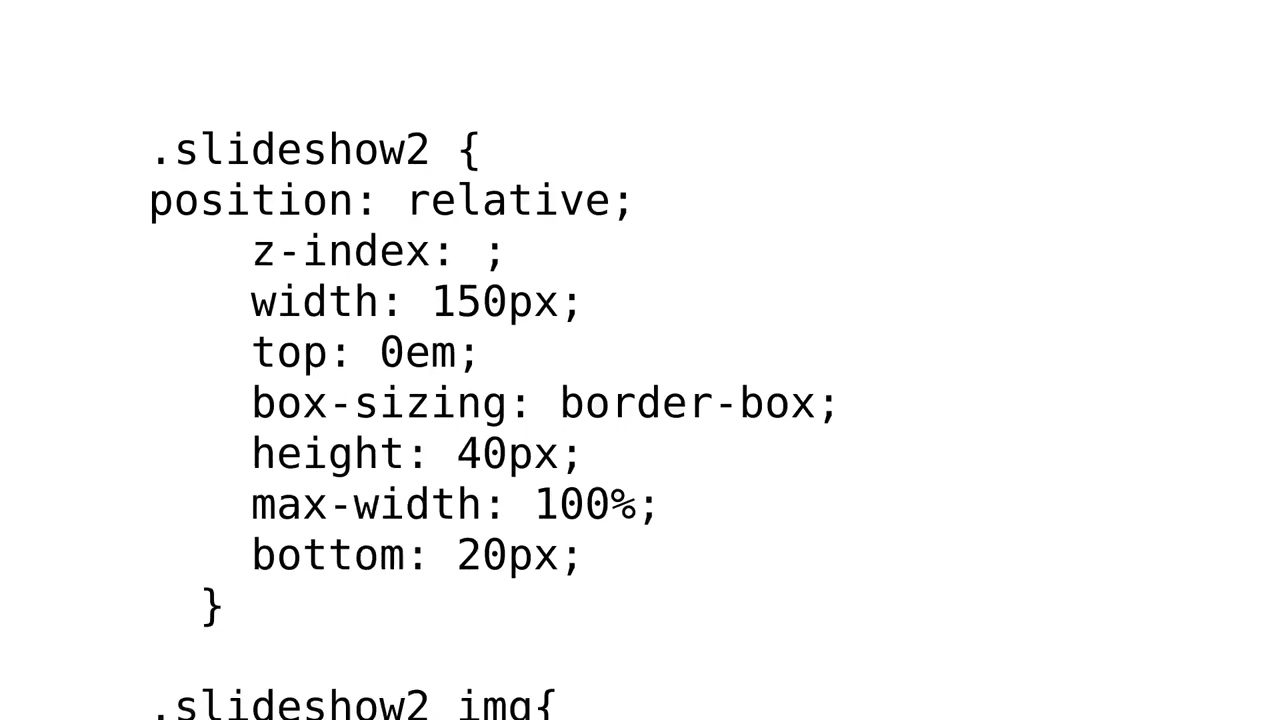 .slideshow2 {
position: relative;
    z-index: ;
    width: 150px;
    top: 0em;
    box-sizing: border-box;
    height: 40px;
    max-width: 100%;
    bottom: 20px;
  }

.slideshow2 img{